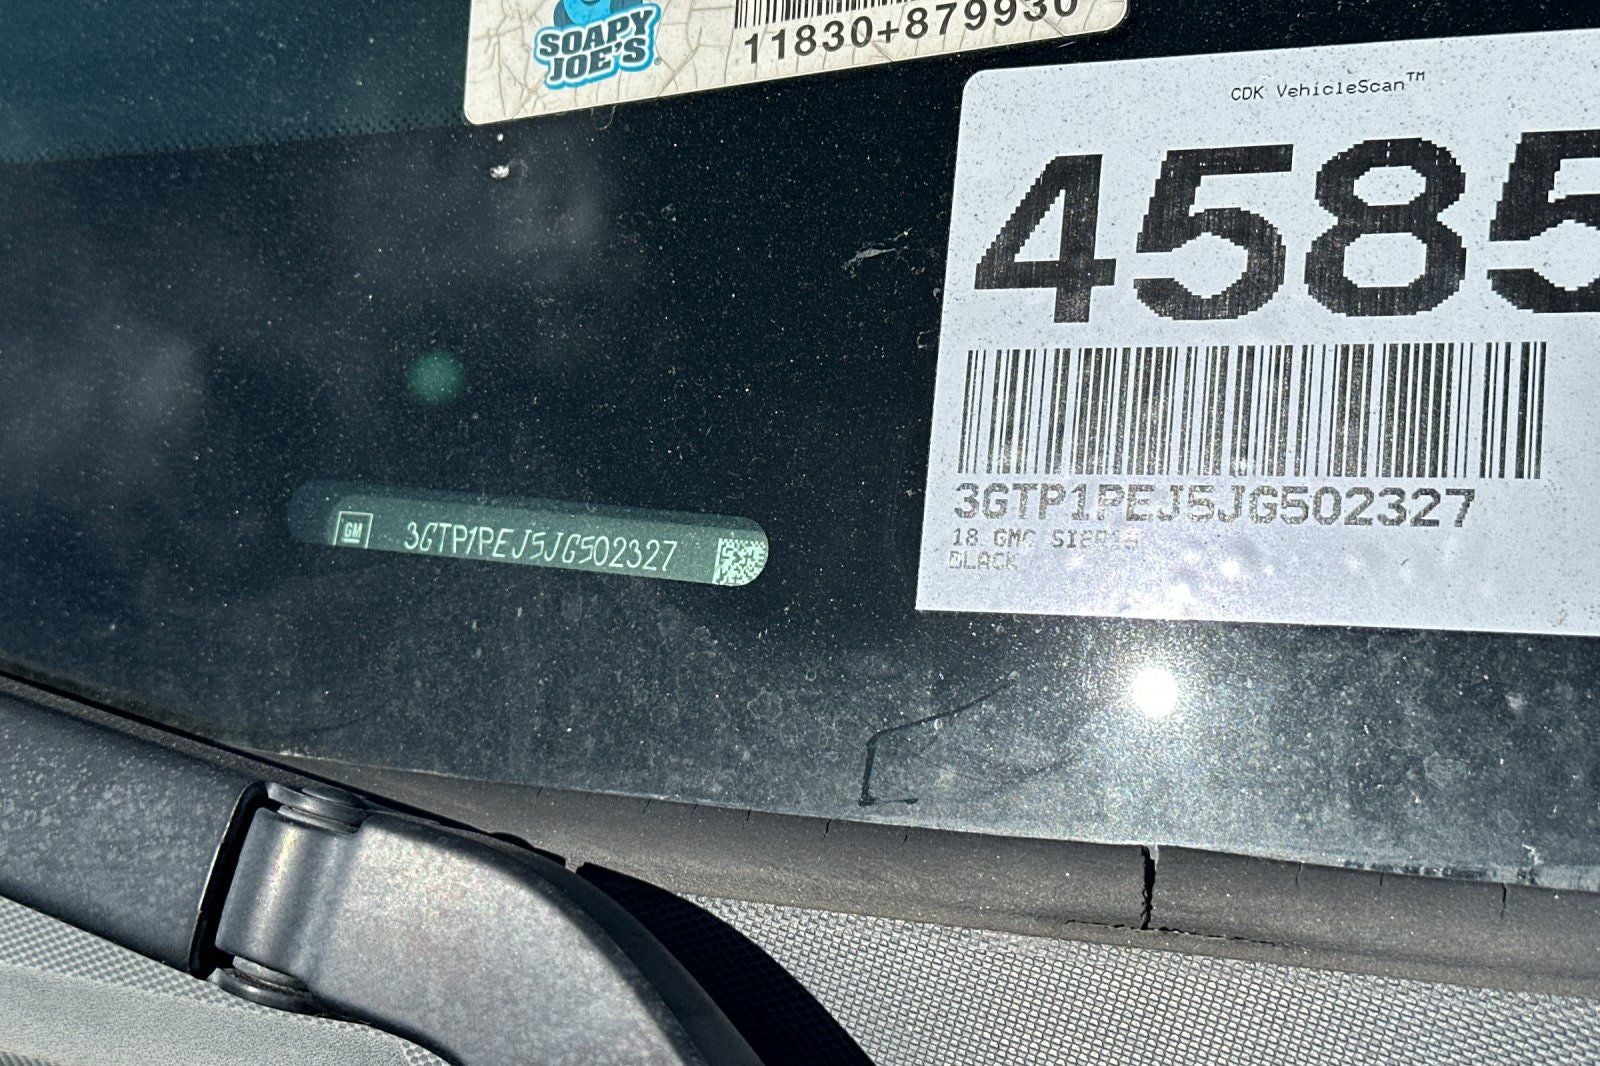 SOAPY
JOE'S
11830+879930
CDK VehicleScan™
4585
3GTP1PEJ5JG502327
18 GMC SIERRA
BLACK
GM 3GTP1PEJ5JG502327